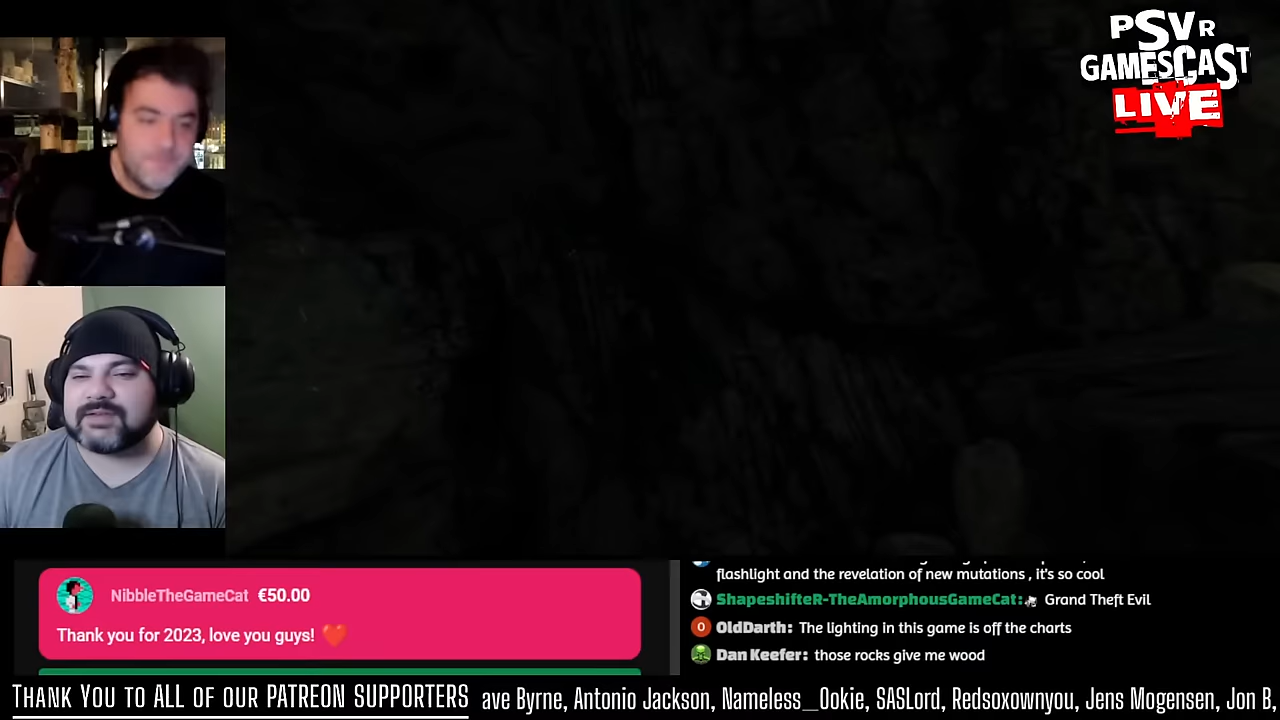 PSVR
GAMESCAST
LIVE
NibbleTheGameCat €50.00
Thank you for 2023, love you guys! ❤️
flashlight and the revelation of new mutations , it's so cool
ShapeshifteR-TheAmorphousGameCat: Grand Theft Evil
OldDarth: The lighting in this game is off the charts
Dan Keefer: those rocks give me wood
THANK YOU TO ALL OF OUR PATREON SUPPORTERS ave Byrne, Antonio Jackson, Nameless_Ookie, SASLord, Redsoxownyou, Jens Mogensen, Jon B,